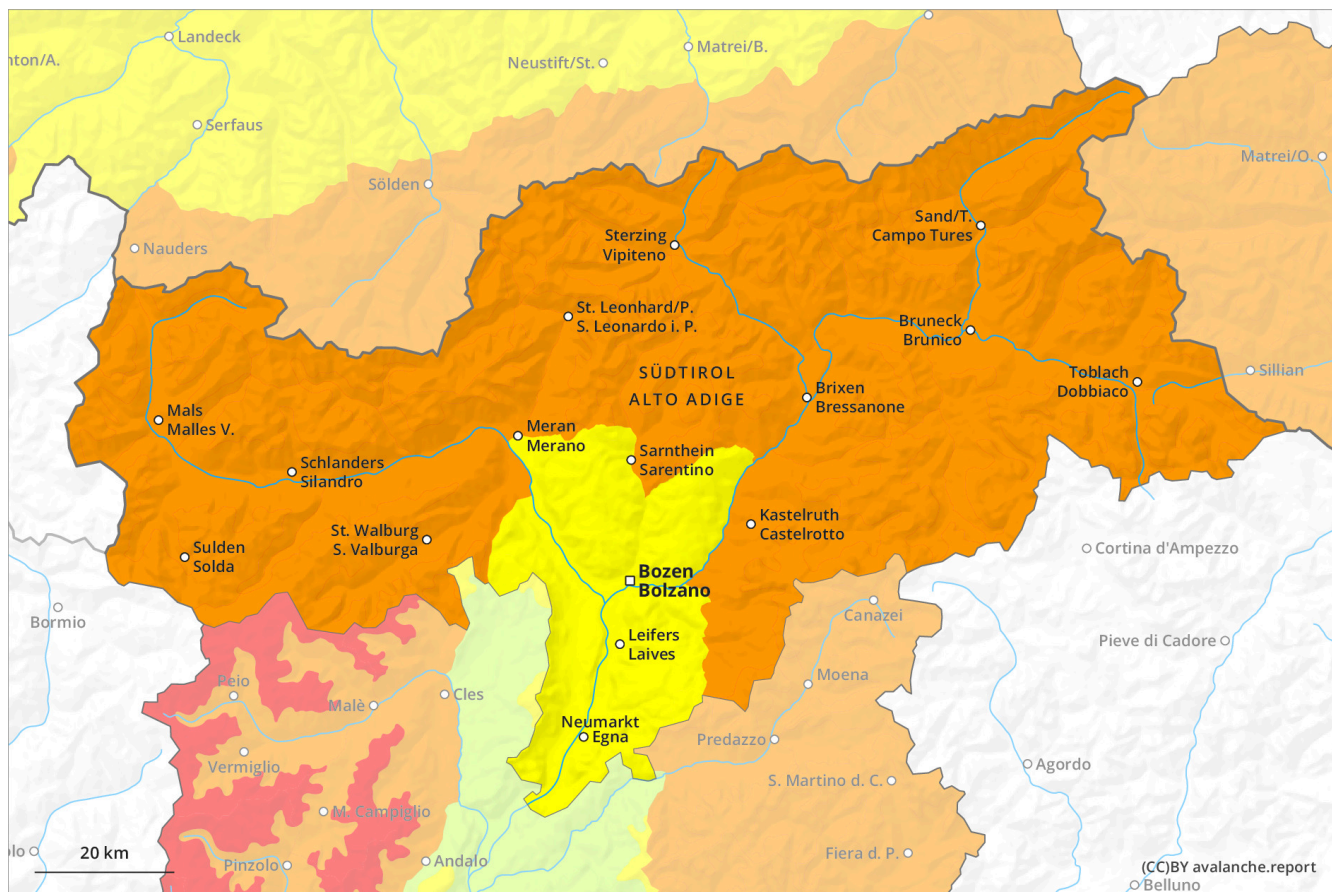 Landeck
nton/A.
Matrei/B.
Neustift/St.
Serfaus
Matrei/O.
Sölden
Nauders
Sand/T.
Campo Tures
Sterzing
Vipiteno
St. Leonhard/P.
S. Leonardo i. P.
Bruneck
Brunico
SÜDTIROL
ALTO ADIGE
Toblach
Dobbiaco
Sillian
Brixen
Bressanone
Mals
Malles V.
Meran
Merano
Sarnthein
Sarentino
Schlanders
Silandro
Kastelruth
Castelrotto
St. Walburg
S. Valburga
Sulden
Solda
Cortina d'Ampezzo
Bozen
Bolzano
Bormio
Canazei
Leifers
Laives
Pieve di Cadore
Peio
Moena
Cles
Malè
Neumarkt
Egna
Predazzo
Vermiglio
Agordo
S. Martino d. C.
M. Campiglio
olo
20 km
Pinzolo
Andalo
Fiera d. P.
(CC)BY avalanche.report
Belluno